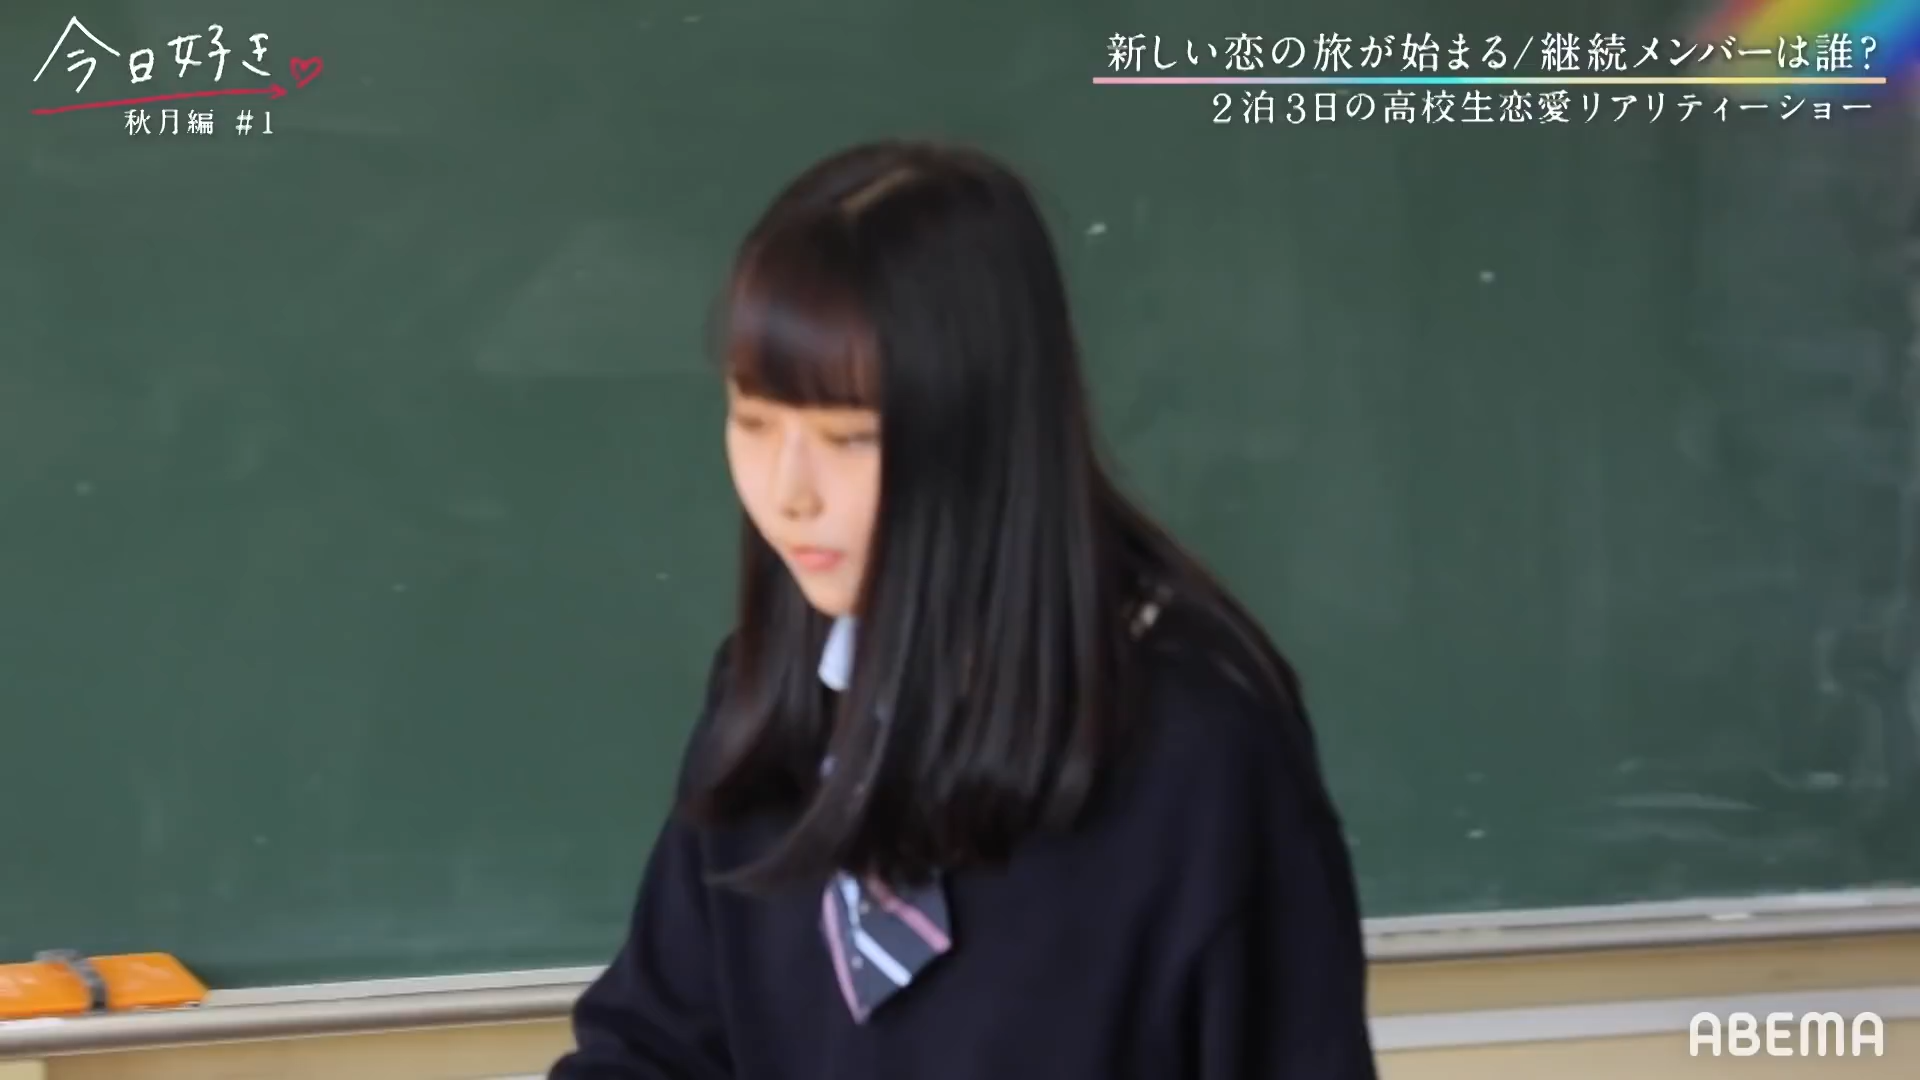 今日好き
秋月編 #1
新しい恋の旅が始まる/継続メンバーは誰?
2泊3日の高校生恋愛リアリティーショー
ABEMA